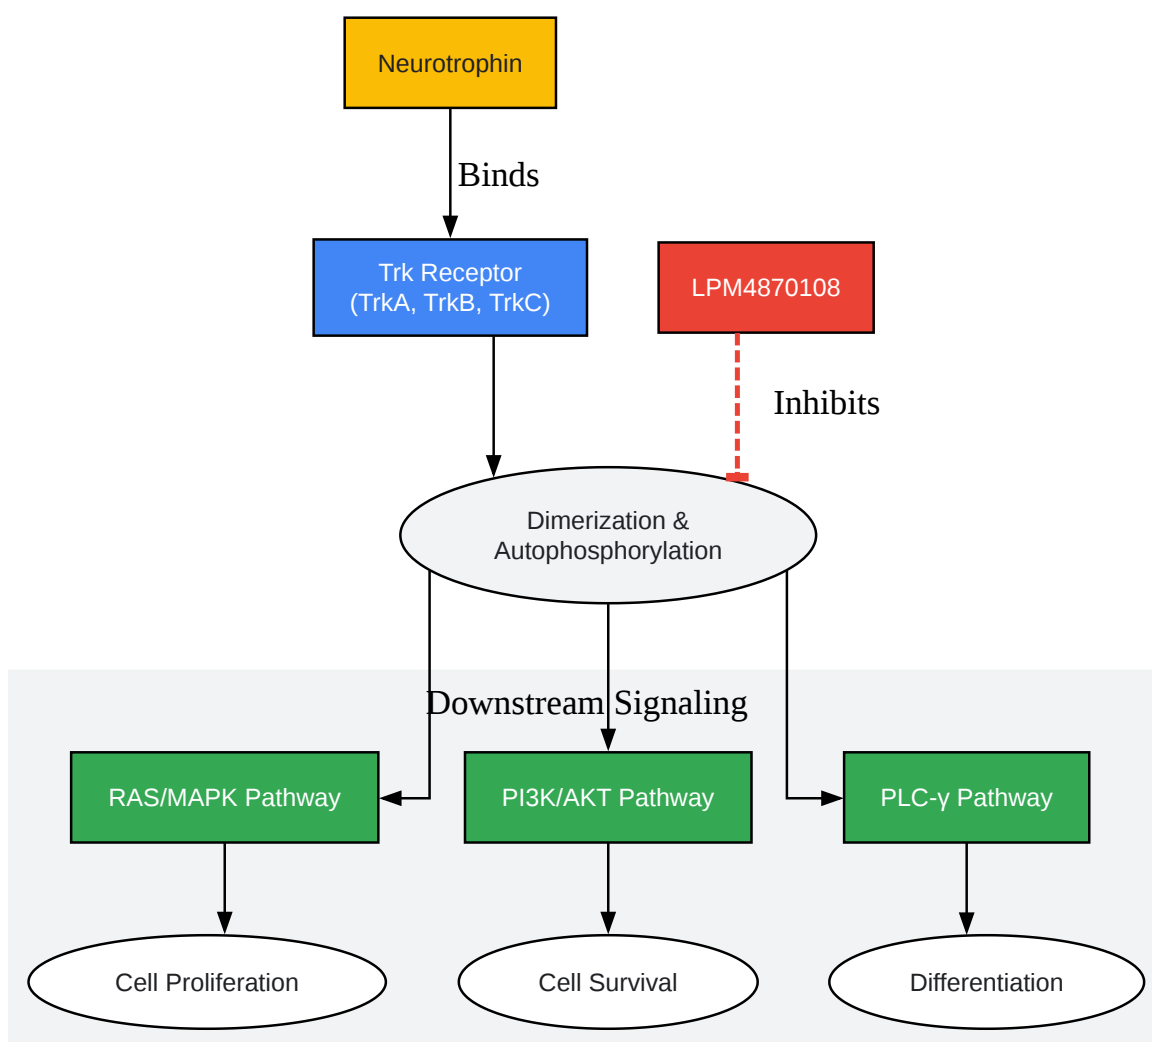 Neurotrophin
Binds
Trk Receptor
(TrkA, TrkB, TrkC)
LPM4870108
Inhibits
Dimerization &
Autophosphorylation
Downstream Signaling
RAS/MAPK Pathway
PI3K/AKT Pathway
PLC-γ Pathway
Cell Proliferation
Cell Survival
Differentiation